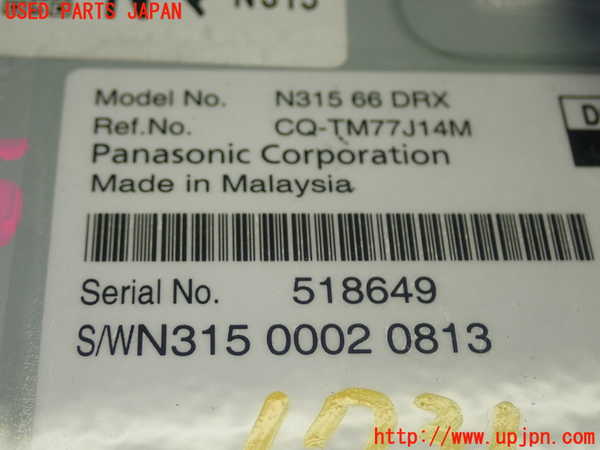 USED PARTS JAPAN
N315
Model No. N315 66 DRX
Ref.No. CQ-TM77J14M
Panasonic Corporation
Made in Malaysia
D
Serial No. 518649
S/WN315 0002 0813
http://www.upjpn.com/